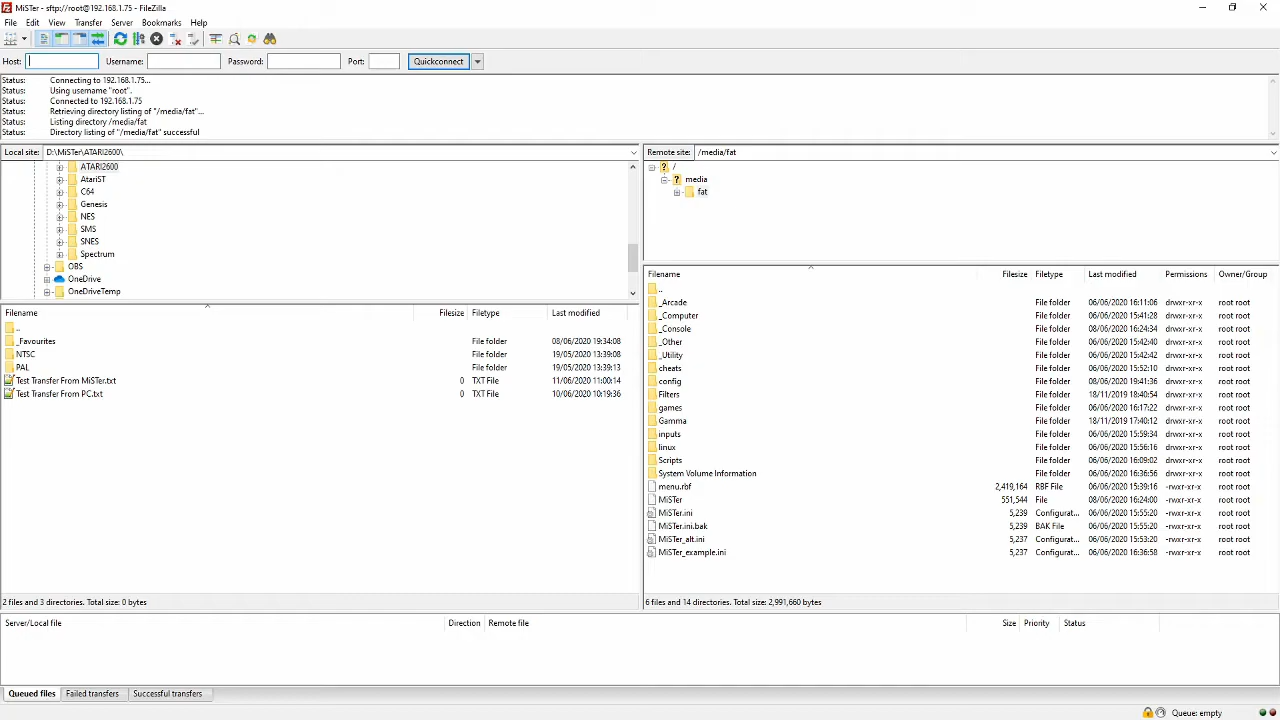 MiSTer - sftp://root@192.168.1.75 - FileZilla
File Edit View Transfer Server Bookmarks Help
Host: Username: Password: Port: Quickconnect
Status: Connecting to 192.168.1.75...
Status: Using username "root".
Status: Connected to 192.168.1.75
Status: Retrieving directory listing of "/media/fat"...
Status: Listing directory /media/fat
Status: Directory listing of "/media/fat" successful
Local site: D:\MiSTer\ATARI2600\
ATARI2600
AtariST
C64
Genesis
NES
SMS
SNES
Spectrum
OBS
OneDrive
OneDriveTemp
Filename Filesize Filetype Last modified
..
_Favourites File folder 08/06/2020 19:34:08
NTSC File folder 19/05/2020 13:39:08
PAL File folder 19/05/2020 13:39:13
Test Transfer From MiSTer.txt 0 TXT File 11/06/2020 11:00:14
Test Transfer From PC.txt 0 TXT File 10/06/2020 10:19:36
2 files and 3 directories. Total size: 0 bytes
Remote site: /media/fat
/
media
fat
Filename Filesize Filetype Last modified Permissions Owner/Group
..
_Arcade File folder 06/06/2020 16:11:06 drwxr-xr-x root root
_Computer File folder 06/06/2020 15:41:28 drwxr-xr-x root root
_Console File folder 08/06/2020 16:24:34 drwxr-xr-x root root
_Other File folder 06/06/2020 15:42:40 drwxr-xr-x root root
_Utility File folder 06/06/2020 15:42:42 drwxr-xr-x root root
cheats File folder 06/06/2020 15:52:10 drwxr-xr-x root root
config File folder 08/06/2020 19:41:36 drwxr-xr-x root root
Filters File folder 18/11/2019 18:40:54 drwxr-xr-x root root
games File folder 06/06/2020 16:17:22 drwxr-xr-x root root
Gamma File folder 18/11/2019 17:40:12 drwxr-xr-x root root
inputs File folder 06/06/2020 15:59:34 drwxr-xr-x root root
linux File folder 06/06/2020 15:56:16 drwxr-xr-x root root
Scripts File folder 06/06/2020 16:09:02 drwxr-xr-x root root
System Volume Information File folder 06/06/2020 16:36:56 drwxr-xr-x root root
menu.rbf 2,419,164 RBF File 06/06/2020 15:39:16 -rwxr-xr-x root root
MiSTer 551,544 File 08/06/2020 16:24:00 -rwxr-xr-x root root
MiSTer.ini 5,239 Configurat... 06/06/2020 15:55:20 -rwxr-xr-x root root
MiSTer.ini.bak 5,239 BAK File 06/06/2020 15:55:20 -rwxr-xr-x root root
MiSTer_alt.ini 5,237 Configurat... 06/06/2020 15:53:20 -rwxr-xr-x root root
MiSTer_example.ini 5,237 Configurat... 06/06/2020 16:36:58 -rwxr-xr-x root root
6 files and 14 directories. Total size: 2,991,660 bytes
Server/Local file Direction Remote file Size Priority Status
Queued files Failed transfers Successful transfers
Queue: empty